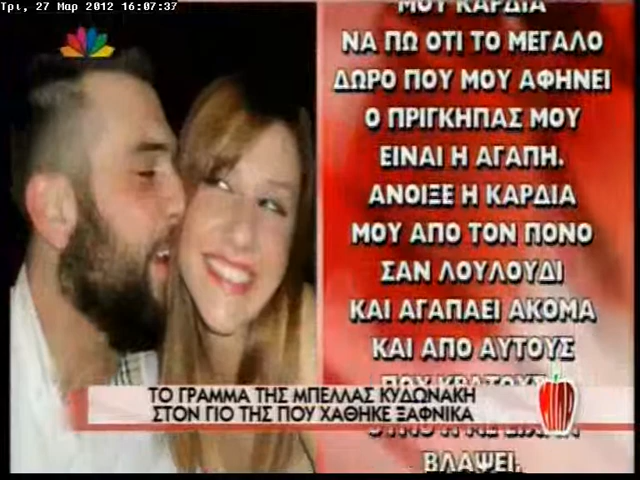 Τρι, 27 Μαρ 2012 16:07:37
ΜΟΥ ΚΑΡΔΙΑ
ΝΑ ΠΩ ΟΤΙ ΤΟ ΜΕΓΑΛΟ
ΔΩΡΟ ΠΟΥ ΜΟΥ ΑΦΗΝΕΙ
Ο ΠΡΙΓΚΗΠΑΣ ΜΟΥ
ΕΙΝΑΙ Η ΑΓΑΠΗ.
ΑΝΟΙΞΕ Η ΚΑΡΔΙΑ
ΜΟΥ ΑΠΟ ΤΟΝ ΠΟΝΟ
ΣΑΝ ΛΟΥΛΟΥΔΙ
ΚΑΙ ΑΓΑΠΑΕΙ ΑΚΟΜΑ
ΚΑΙ ΑΠΟ ΑΥΤΟΥΣ
ΒΛΑΨΕΙ.
ΤΟ ΓΡΑΜΜΑ ΤΗΣ ΜΠΕΛΛΑΣ ΚΥΔΩΝΑΚΗ
ΣΤΟΝ ΓΙΟ ΤΗΣ ΠΟΥ ΧΑΘΗΚΕ ΞΑΦΝΙΚΑ